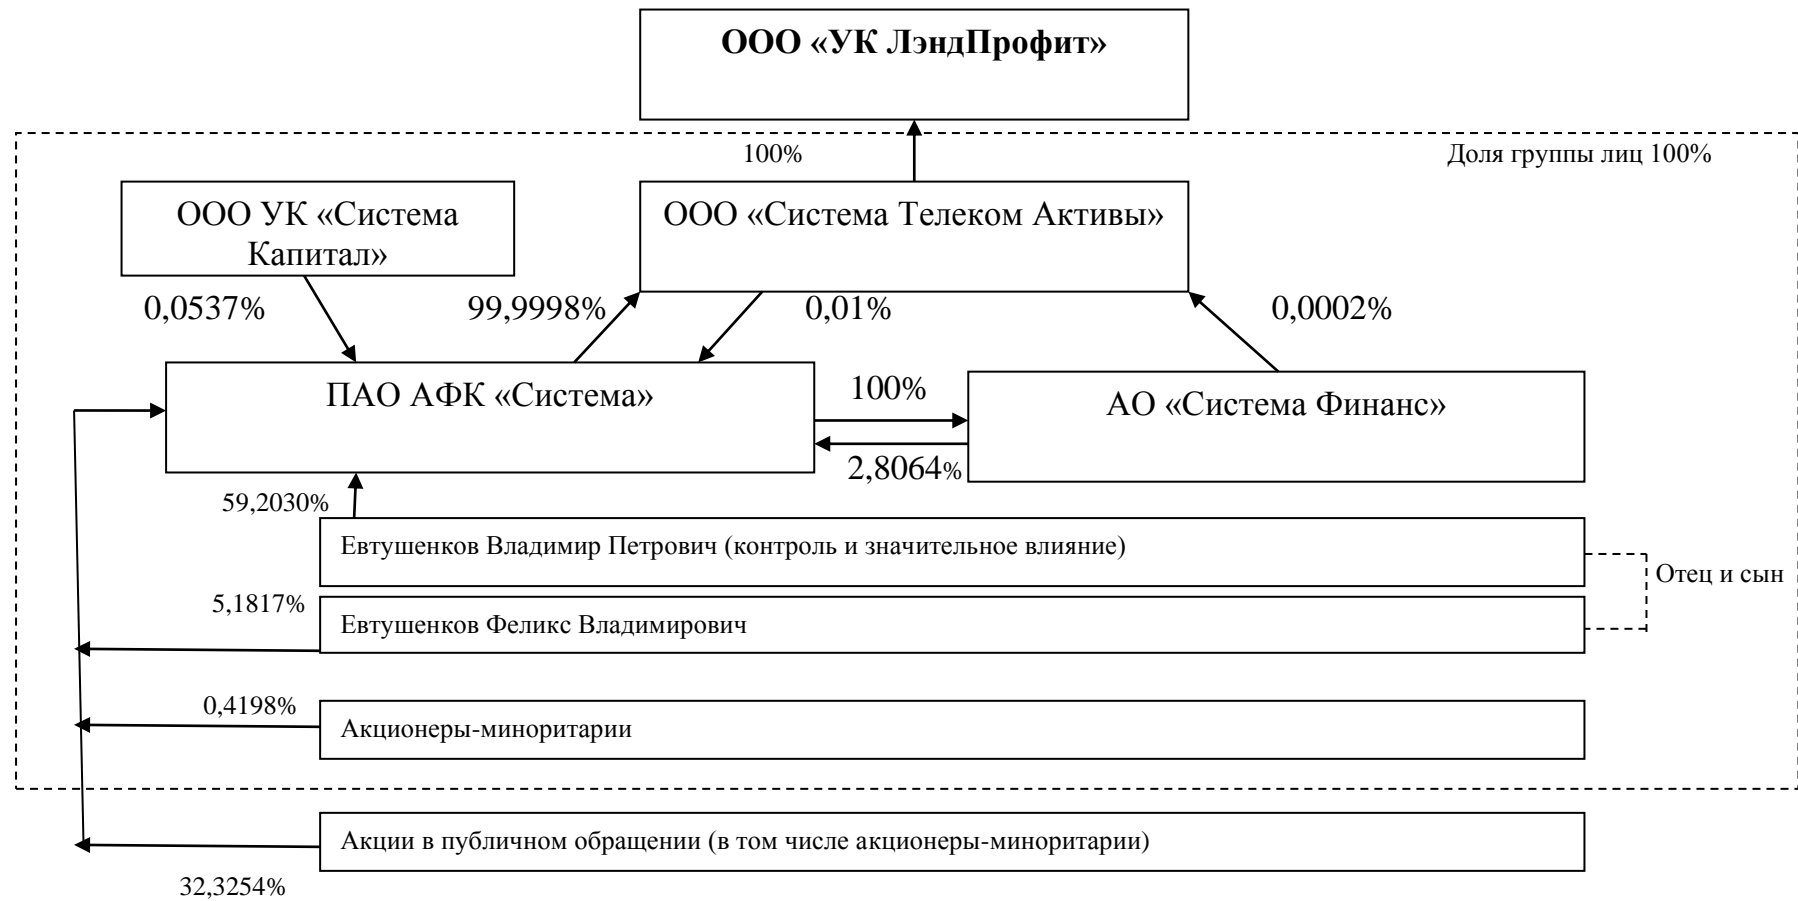 ООО «УК ЛэндПрофит»
100%
Доля группы лиц 100%
ООО УК «Система
Капитал»
ООО «Система Телеком Активы»
0,0537%
99,9998%
0,01%
0,0002%
ПАО АФК «Система»
100%
АО «Система Финанс»
2,8064%
59,2030%
Евтушенков Владимир Петрович (контроль и значительное влияние)
Отец и сын
5,1817%
Евтушенков Феликс Владимирович
0,4198%
Акционеры-миноритарии
Акции в публичном обращении (в том числе акционеры-миноритарии)
32,3254%